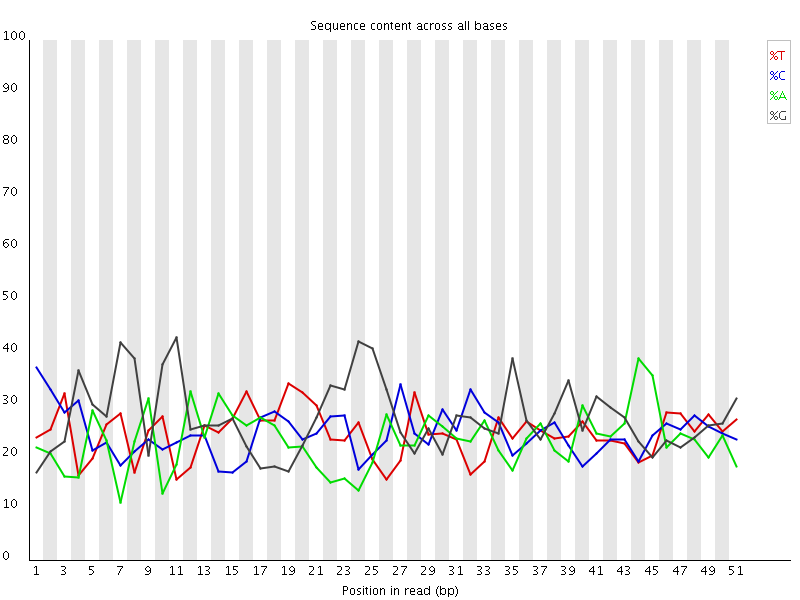 Sequence content across all bases
100
90
80
70
60
50
40
30
20
10
0
%T
%C
%A
%G
1 3 5 7 9 11 13 15 17 19 21 23 25 27 29 31 33 35 37 39 41 43 45 47 49 51
Position in read (bp)